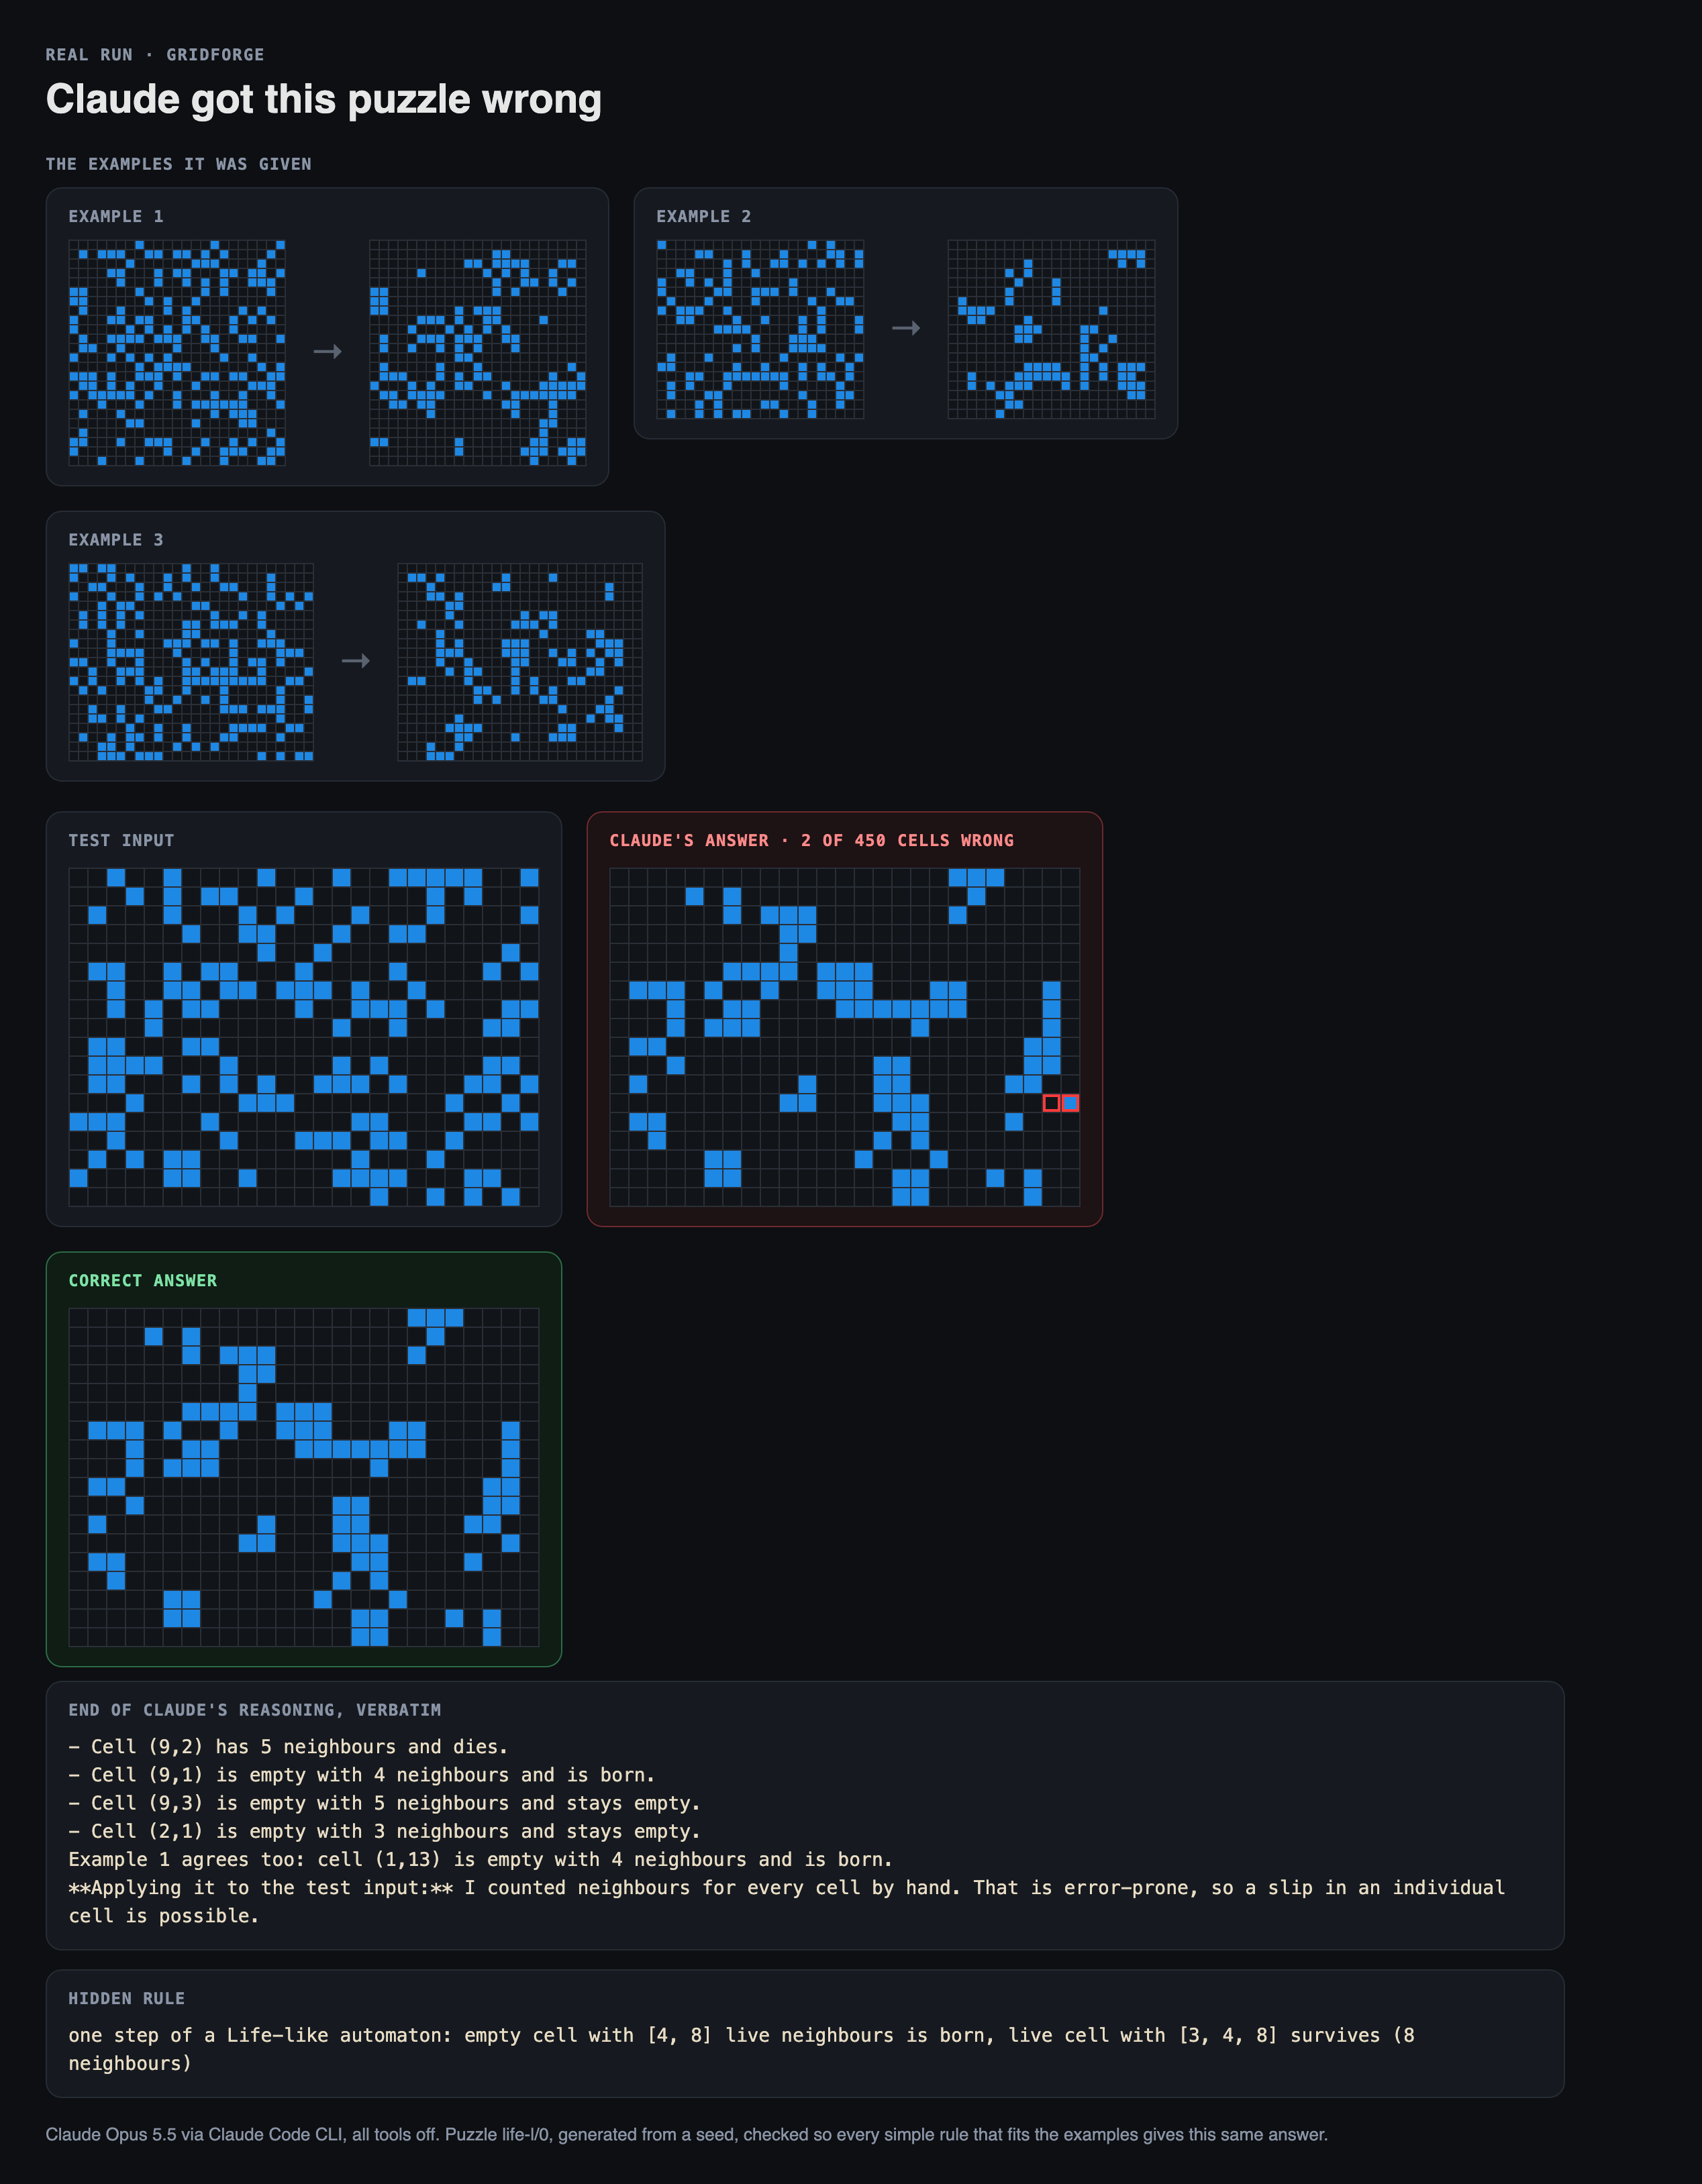 REAL RUN · GRIDFORGE
Claude got this puzzle wrong
THE EXAMPLES IT WAS GIVEN
EXAMPLE 1
EXAMPLE 2
EXAMPLE 3
TEST INPUT
CLAUDE'S ANSWER · 2 OF 450 CELLS WRONG
CORRECT ANSWER
END OF CLAUDE'S REASONING, VERBATIM
– Cell (9,2) has 5 neighbours and dies.
– Cell (9,1) is empty with 4 neighbours and is born.
– Cell (9,3) is empty with 5 neighbours and stays empty.
– Cell (2,1) is empty with 3 neighbours and stays empty.
Example 1 agrees too: cell (1,13) is empty with 4 neighbours and is born.
**Applying it to the test input:** I counted neighbours for every cell by hand. That is error-prone, so a slip in an individual
cell is possible.
HIDDEN RULE
one step of a Life-like automaton: empty cell with [4, 8] live neighbours is born, live cell with [3, 4, 8] survives (8
neighbours)
Claude Opus 5.5 via Claude Code CLI, all tools off. Puzzle life-l/0, generated from a seed, checked so every simple rule that fits the examples gives this same answer.